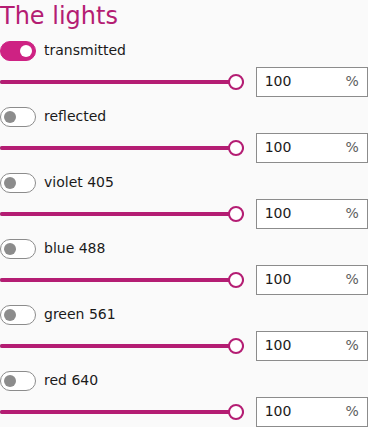 The lights
transmitted
100 %
reflected
100 %
violet 405
100 %
blue 488
100 %
green 561
100 %
red 640
100 %